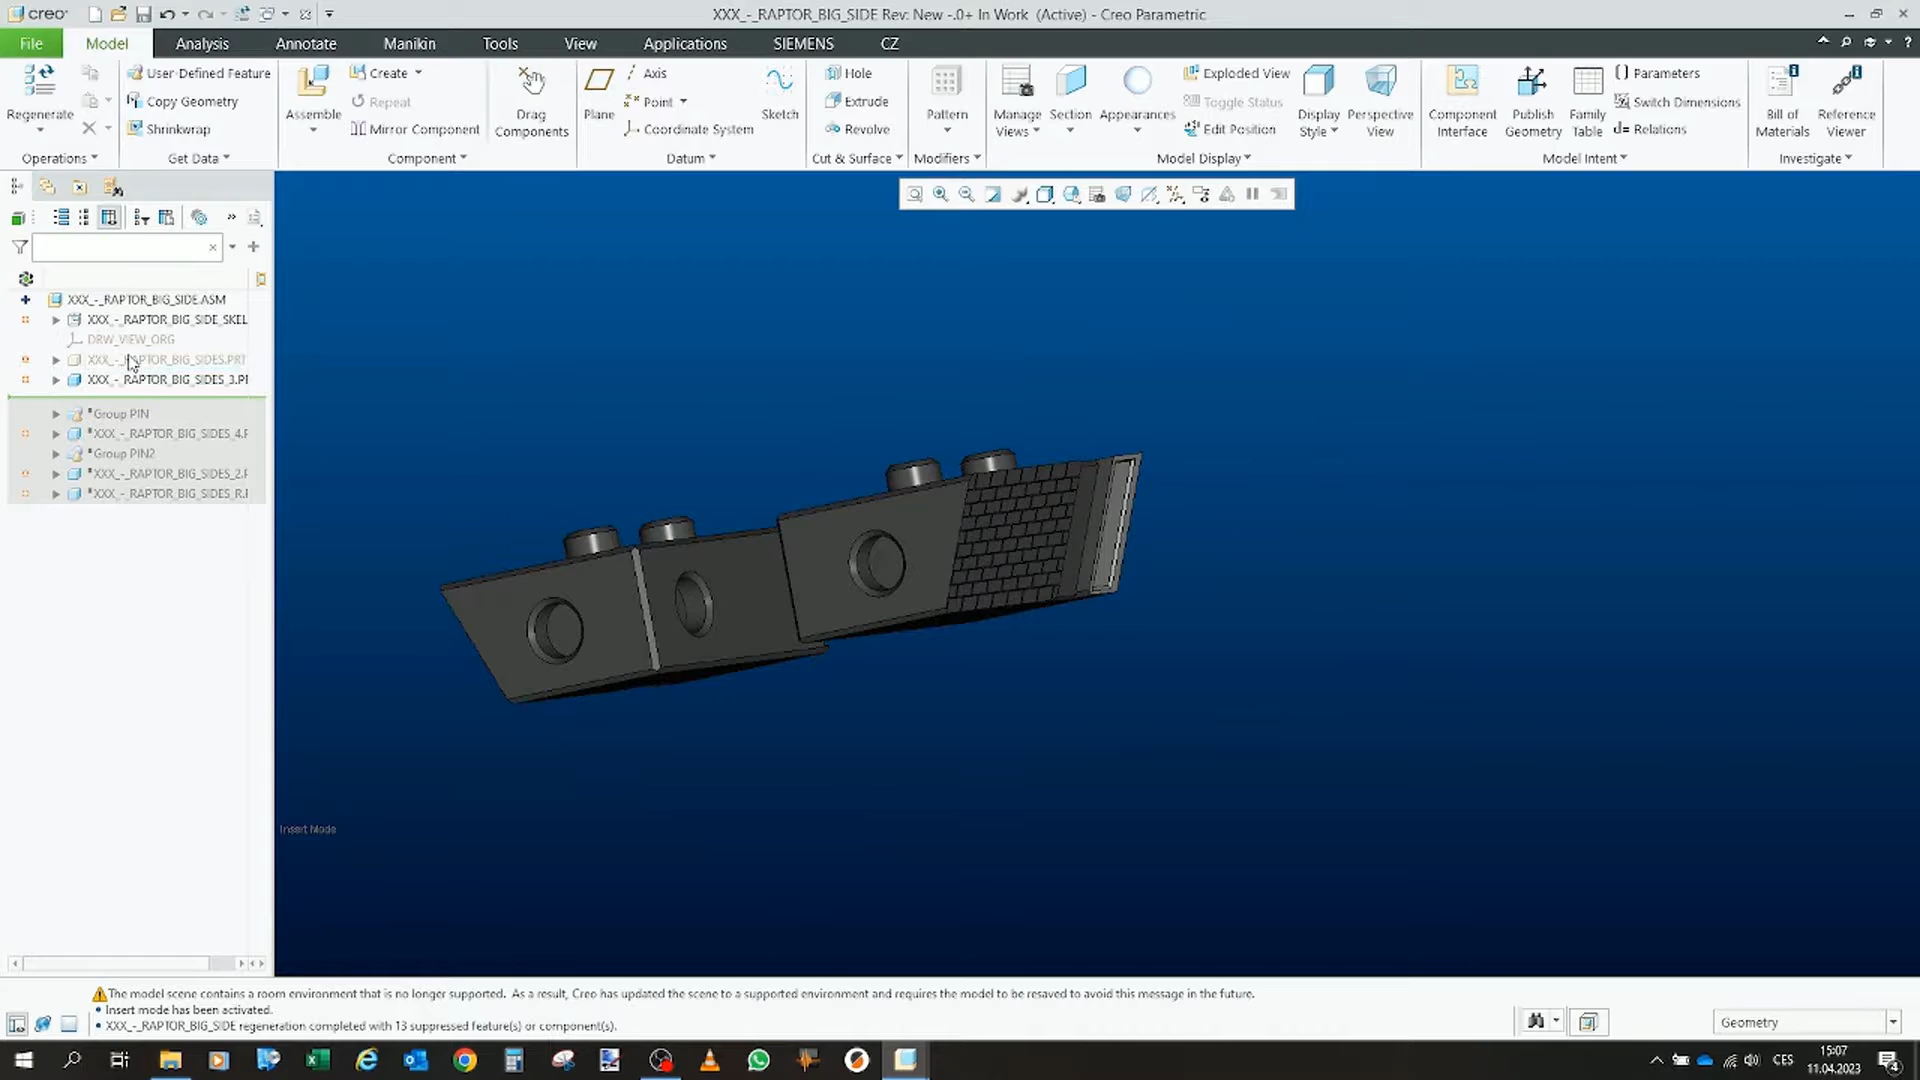 creo
XXX_-_RAPTOR_BIG_SIDE Rev: New -.0+ In Work (Active) - Creo Parametric
File
Model
Analysis
Annotate
Manikin
Tools
View
Applications
SIEMENS
CZ
Regenerate
User-Defined Feature
Copy Geometry
Shrinkwrap
Assemble
Create
Repeat
Mirror Component
Drag
Components
Plane
Axis
Point
Coordinate System
Sketch
Hole
Extrude
Revolve
Pattern
Manage
Views
Section
Appearances
Exploded View
Toggle Status
Edit Position
Display
Style
Perspective
View
Component
Interface
Publish
Geometry
Family
Table
Parameters
Switch Dimensions
d= Relations
Bill of
Materials
Reference
Viewer
Operations
Get Data
Component
Datum
Cut & Surface
Modifiers
Model Display
Model Intent
Investigate
XXX_-_RAPTOR_BIG_SIDE.ASM
XXX_-_RAPTOR_BIG_SIDE_SKEL
DRW_VIEW_ORG
XXX_-_RAPTOR_BIG_SIDES.PRT
XXX_-_RAPTOR_BIG_SIDES_3.PI
Group PIN
XXX_-_RAPTOR_BIG_SIDES_4.F
Group PIN2
XXX_-_RAPTOR_BIG_SIDES_2.F
XXX_-_RAPTOR_BIG_SIDES_R.F
Insert Mode
The model scene contains a room environment that is no longer supported. As a result, Creo has updated the scene to a supported environment and requires the model to be resaved to avoid this message in the future.
• Insert mode has been activated.
• XXX_-_RAPTOR_BIG_SIDE regeneration completed with 13 suppressed feature(s) or component(s).
Geometry
CES
15:07
11.04.2023
4